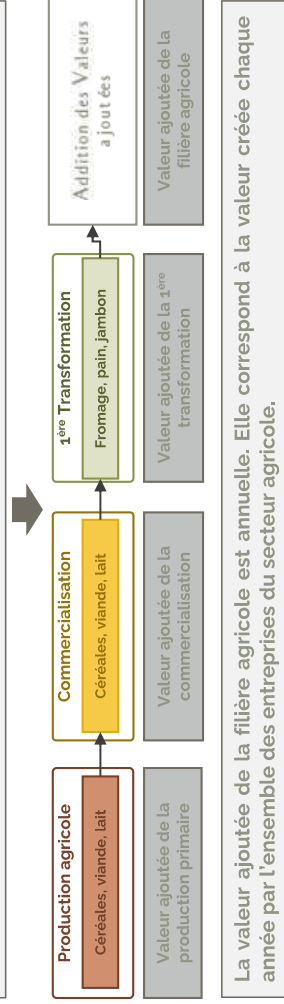 Production agricole
Céréales, viande, lait
Valeur ajoutée de la
production primaire
Commercialisation
Céréales, viande, lait
Valeur ajoutée de la
commercialisation
1ère Transformation
Fromage, pain, jambon
Valeur ajoutée de la 1ère
transformation
Addition des Valeurs
ajoutées
Valeur ajoutée de la
filière agricole
La valeur ajoutée de la filière agricole est annuelle. Elle correspond à la valeur créée chaque
année par l'ensemble des entreprises du secteur agricole.